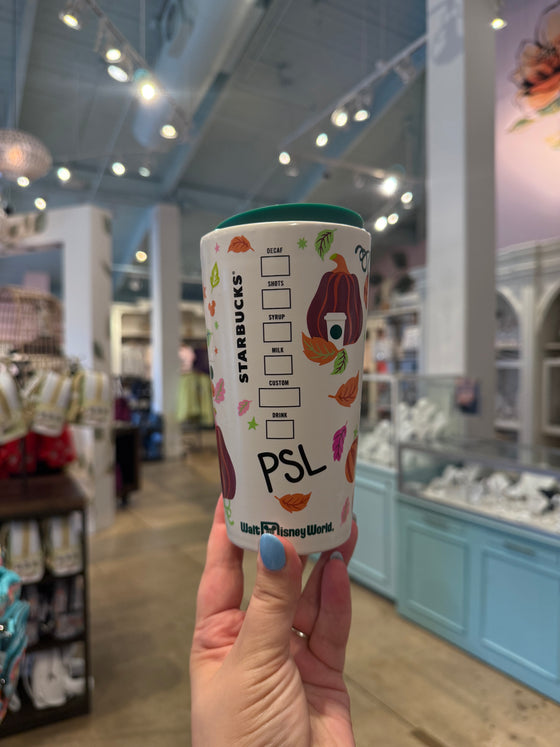 STARBUCKS®
DECAF
SHOTS
SYRUP
MILK
CUSTOM
DRINK
PSL
Walt Disney World.